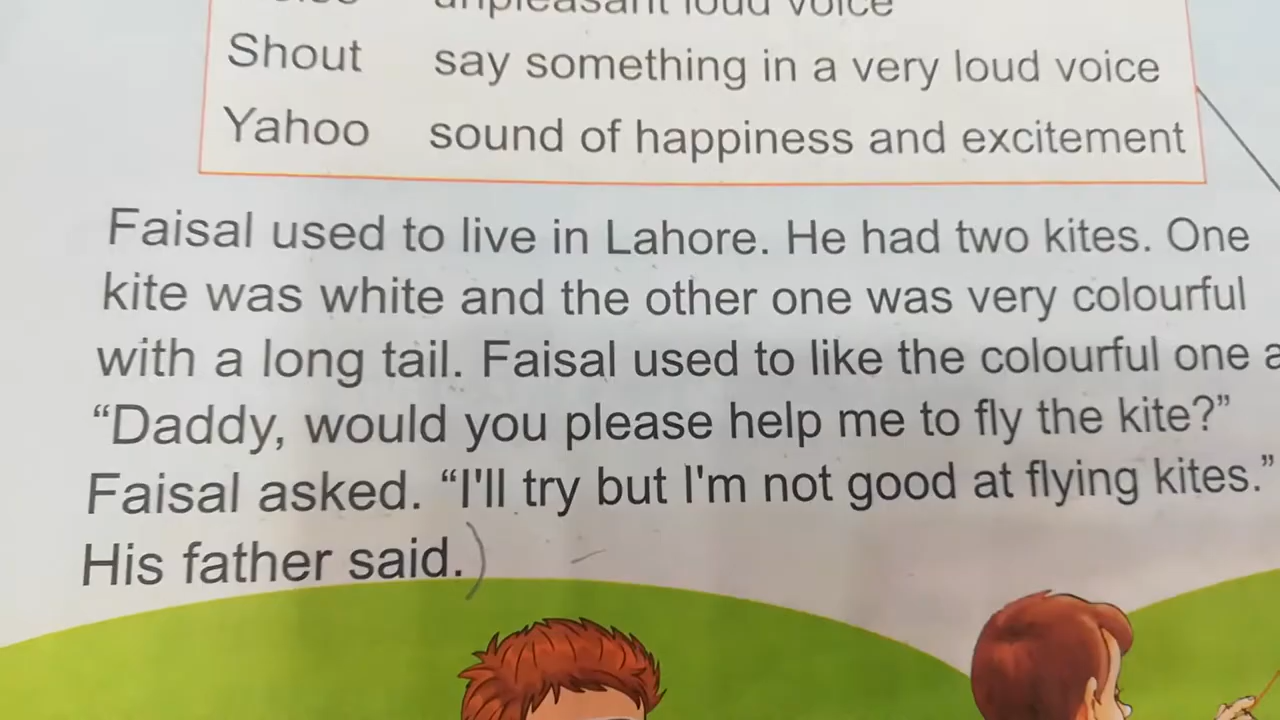 unpleasant loud voice
Shout say something in a very loud voice
Yahoo sound of happiness and excitement
Faisal used to live in Lahore. He had two kites. One
kite was white and the other one was very colourful
with a long tail. Faisal used to like the colourful one
“Daddy, would you please help me to fly the kite?”
Faisal asked. “I'll try but I'm not good at flying kites.”
His father said.)